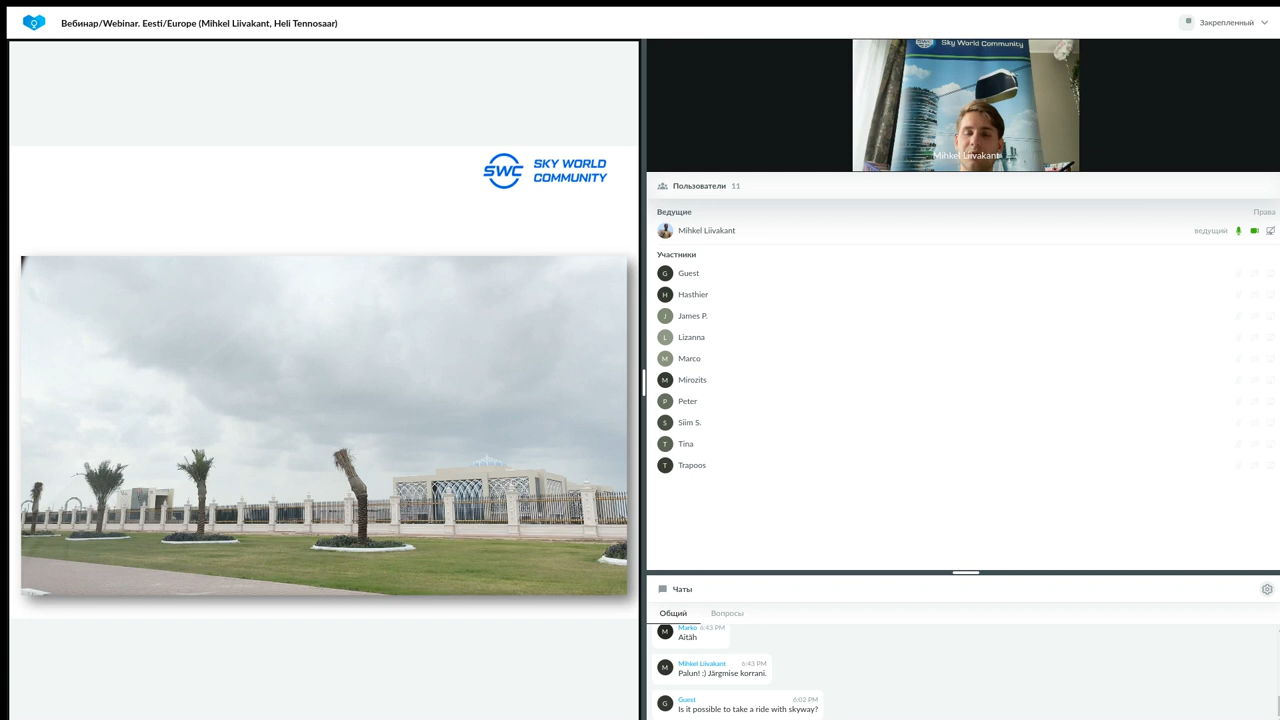 Вебинар/Webinar. Eesti/Europe (Mihkel Liivakant, Heli Tennosaar)
Закрепленный
SWC SKY WORLD
COMMUNITY
Sky World Community
Mihkel Liivakant
Пользователи 11
Ведущие Права
Mihkel Liivakant ведущий
Участники
G Guest
H Hasthier
J James P.
L Lizanna
M Marco
M Mirozits
P Peter
S Siim S.
T Tina
T Trapoos
Чаты
Общий Вопросы
M Marko 6:43 PM
Aitäh
M Mihkel Liivakant 6:43 PM
Palun! :) Järgmise korrani.
G Guest 6:02 PM
Is it possible to take a ride with skyway?